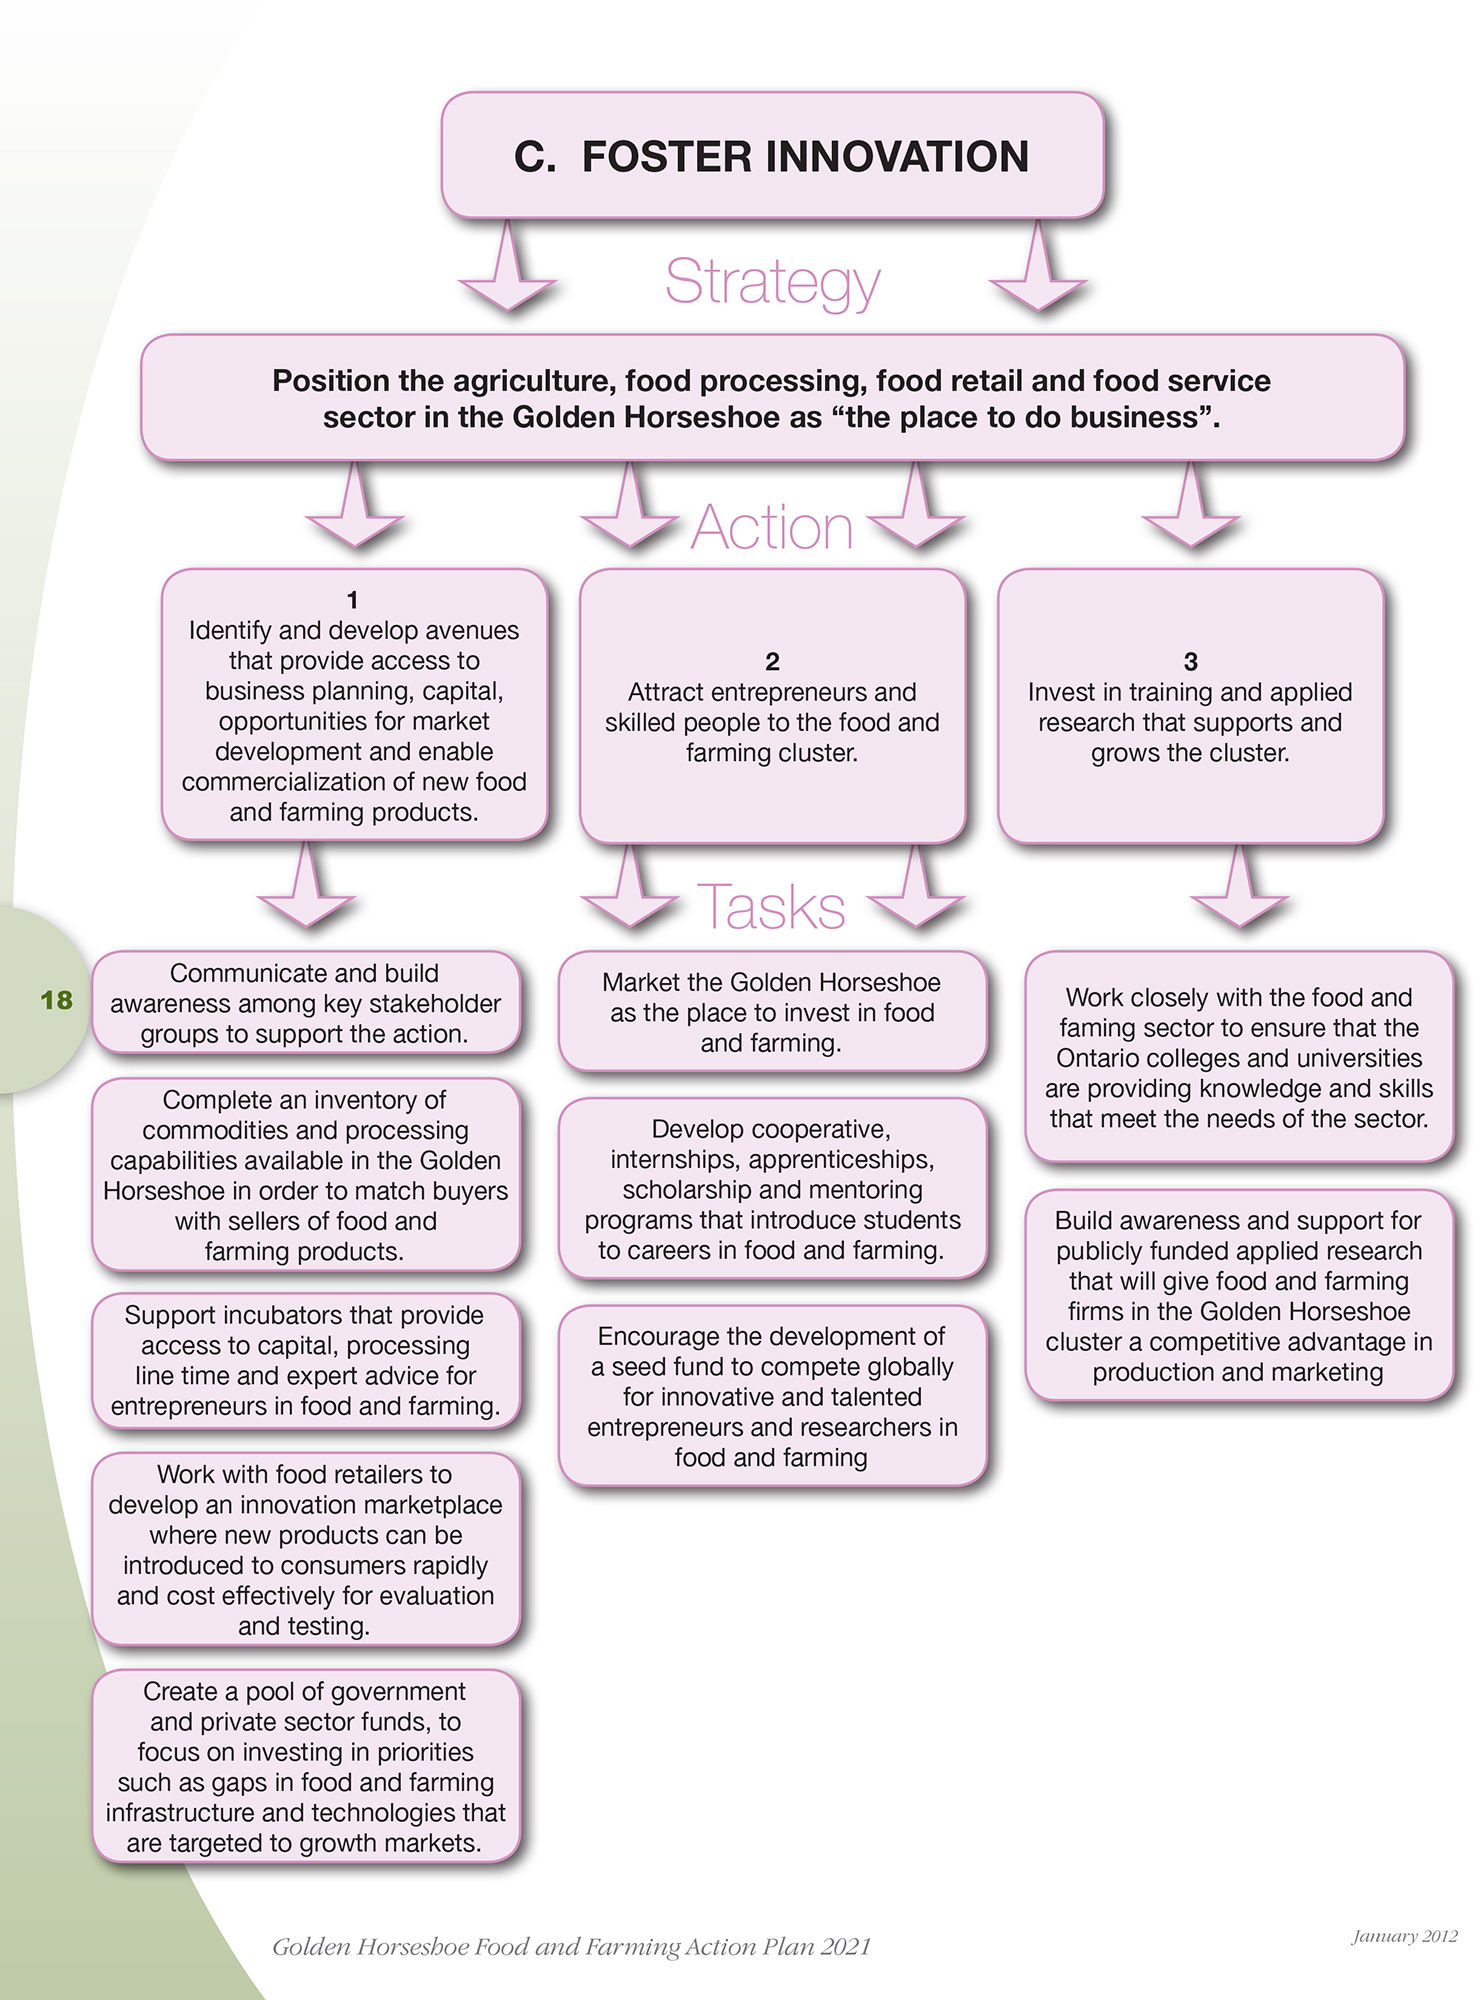 C. FOSTER INNOVATION
Strategy
Position the agriculture, food processing, food retail and food service
sector in the Golden Horseshoe as “the place to do business”.
Action
1
Identify and develop avenues
that provide access to
business planning, capital,
opportunities for market
development and enable
commercialization of new food
and farming products.
2
Attract entrepreneurs and
skilled people to the food and
farming cluster.
3
Invest in training and applied
research that supports and
grows the cluster.
Tasks
Communicate and build
awareness among key stakeholder
groups to support the action.
Complete an inventory of
commodities and processing
capabilities available in the Golden
Horseshoe in order to match buyers
with sellers of food and
farming products.
Support incubators that provide
access to capital, processing
line time and expert advice for
entrepreneurs in food and farming.
Work with food retailers to
develop an innovation marketplace
where new products can be
introduced to consumers rapidly
and cost effectively for evaluation
and testing.
Create a pool of government
and private sector funds, to
focus on investing in priorities
such as gaps in food and farming
infrastructure and technologies that
are targeted to growth markets.
Market the Golden Horseshoe
as the place to invest in food
and farming.
Develop cooperative,
internships, apprenticeships,
scholarship and mentoring
programs that introduce students
to careers in food and farming.
Encourage the development of
a seed fund to compete globally
for innovative and talented
entrepreneurs and researchers in
food and farming
Work closely with the food and
faming sector to ensure that the
Ontario colleges and universities
are providing knowledge and skills
that meet the needs of the sector.
Build awareness and support for
publicly funded applied research
that will give food and farming
firms in the Golden Horseshoe
cluster a competitive advantage in
production and marketing
18
Golden Horseshoe Food and Farming Action Plan 2021
January 2012